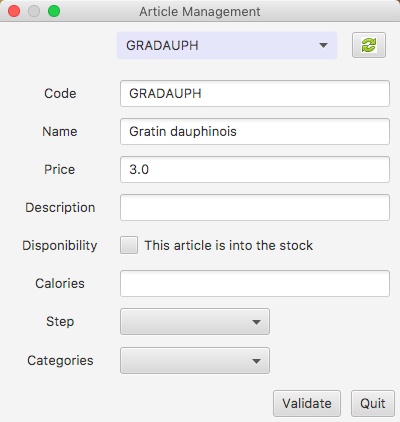 Article Management
GRADAUPH
Code GRADAUPH
Name Gratin dauphinois
Price 3.0
Description
Disponibility This article is into the stock
Calories
Step
Categories
Validate Quit